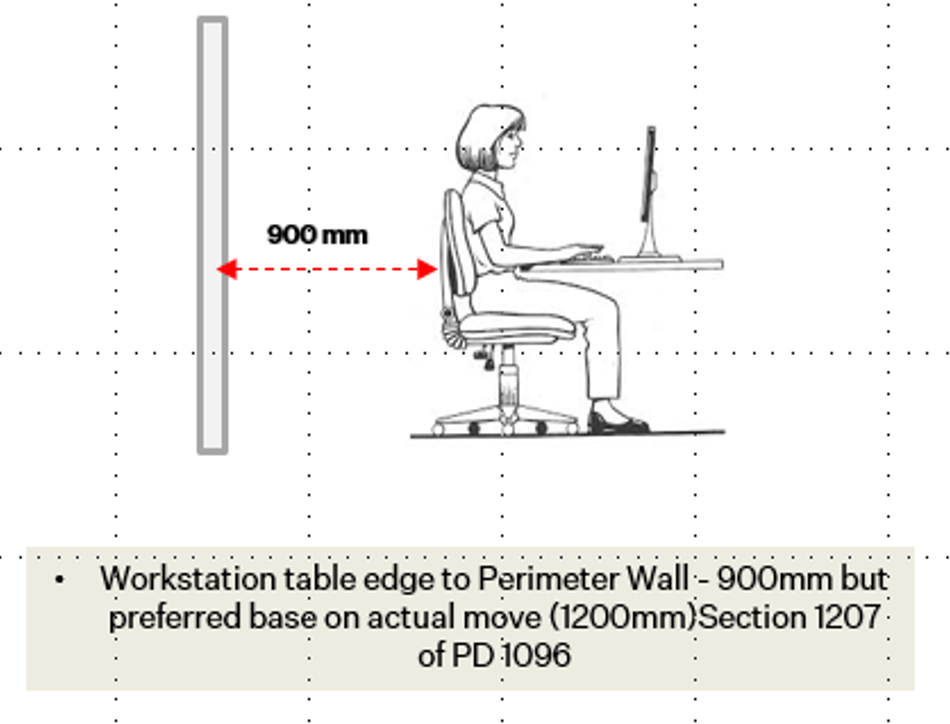 900 mm
• Workstation table edge to Perimeter Wall - 900mm but
preferred base on actual move (1200mm)Section 1207
of PD 1096